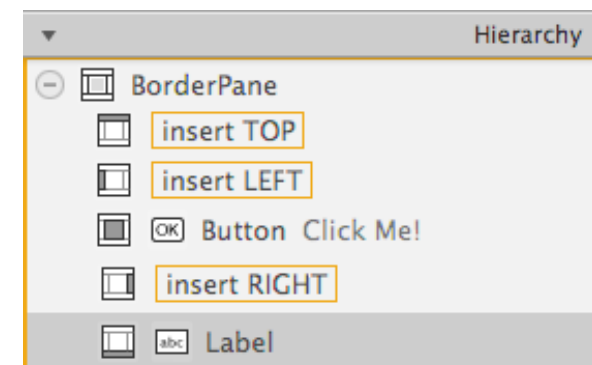 Hierarchy
BorderPane
insert TOP
insert LEFT
OK Button Click Me!
insert RIGHT
abc Label